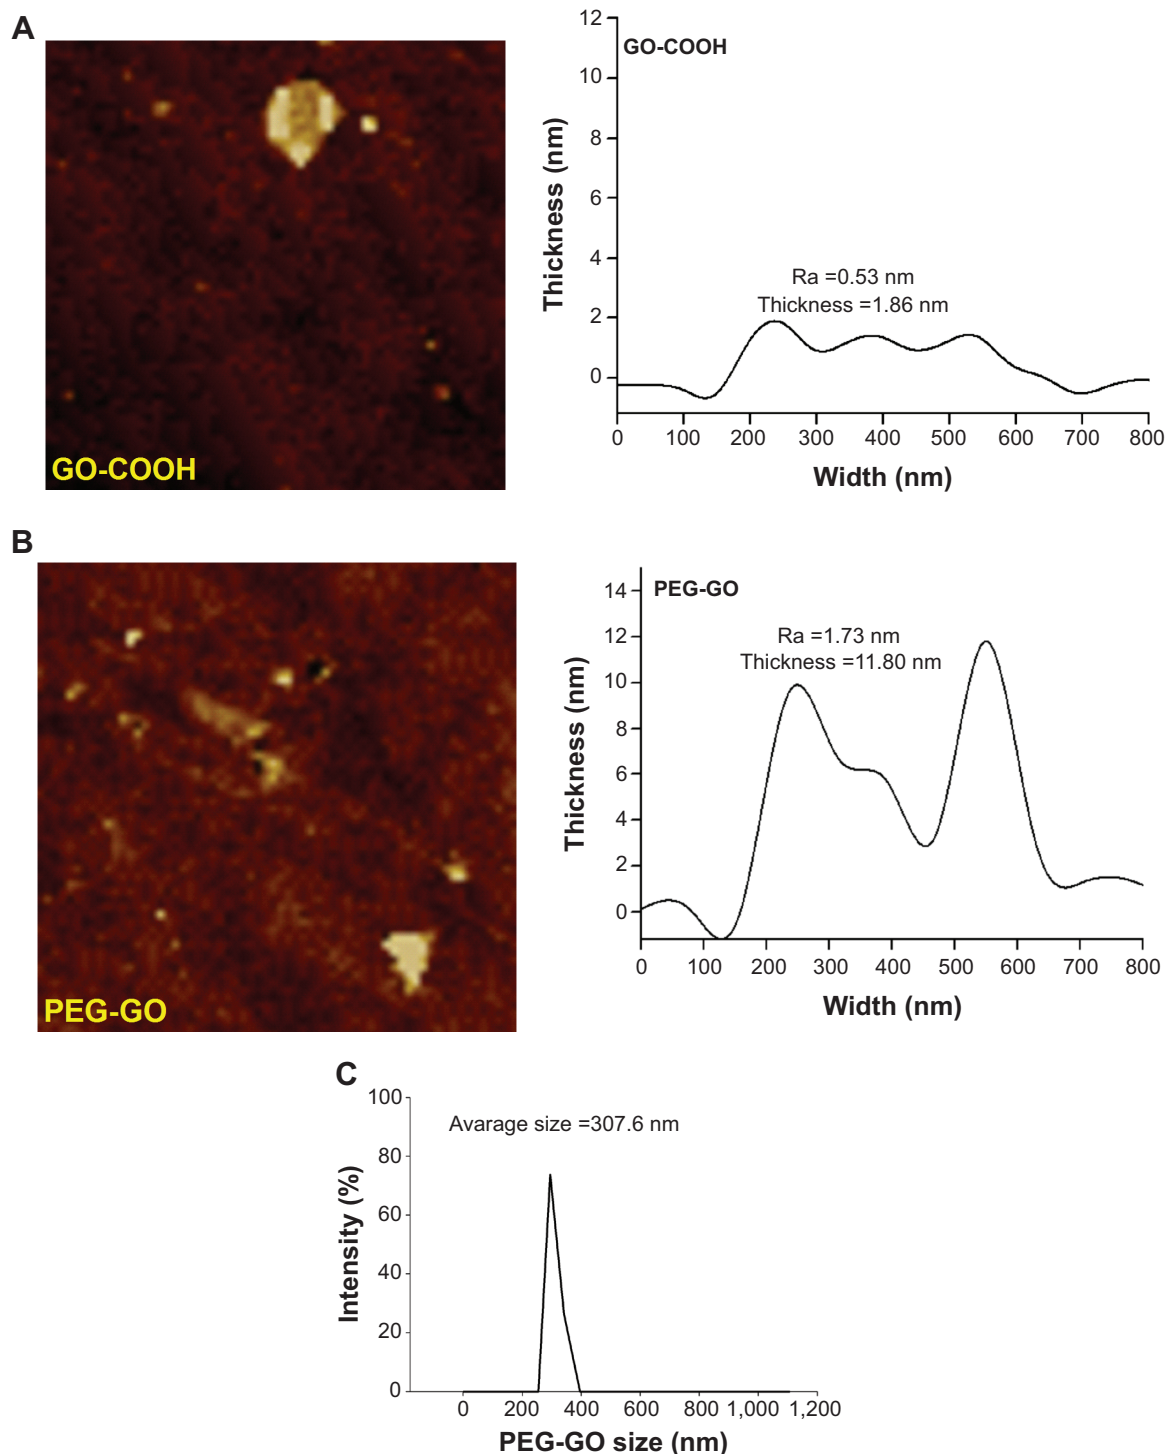 A
GO-COOH
12
10
8
6
4
2
0
Thickness (nm)
GO-COOH
Ra =0.53 nm
Thickness =1.86 nm
0 100 200 300 400 500 600 700 800
Width (nm)
B
PEG-GO
14
12
10
8
6
4
2
0
Thickness (nm)
PEG-GO
Ra =1.73 nm
Thickness =11.80 nm
0 100 200 300 400 500 600 700 800
Width (nm)
C
100
80
60
40
20
0
Intensity (%)
Avarage size =307.6 nm
0 200 400 600 800 1,000 1,200
PEG-GO size (nm)